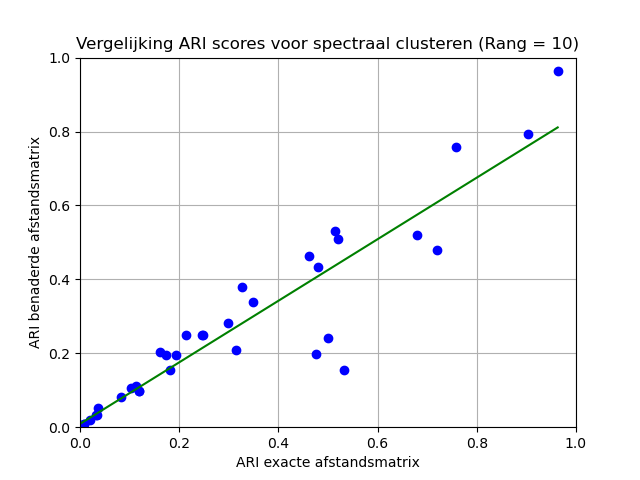 Vergelijking ARI scores voor spectraal clusteren (Rang = 10)
ARI benaderde afstandsmatrix
1.0
0.8
0.6
0.4
0.2
0.0
0.0 0.2 0.4 0.6 0.8 1.0
ARI exacte afstandsmatrix